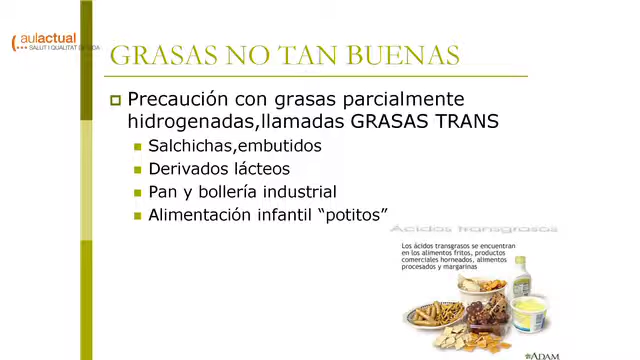 aulactual
SALUT I QUALITAT DE VIDA
GRASAS NO TAN BUENAS
Precaución con grasas parcialmente
hidrogenadas,llamadas GRASAS TRANS
Salchichas,embutidos
Derivados lácteos
Pan y bollería industrial
Alimentación infantil “potitos”
Ácidos transgrasos
Los ácidos transgrasos se encuentran
en los alimentos fritos, productos
comerciales horneados, alimentos
procesados y margarinas
ADAM